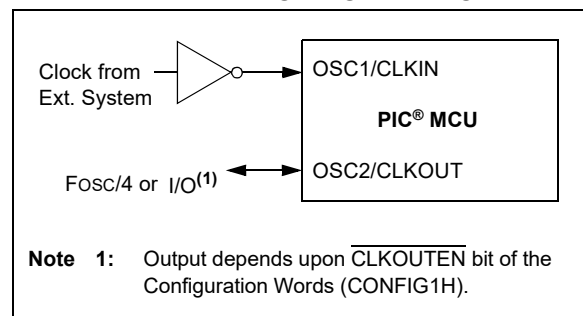 Clock from
Ext. System
OSC1/CLKIN
PIC® MCU
FOSC/4 or I/O(1)
OSC2/CLKOUT
Note 1: Output depends upon CLKOUTEN bit of the
Configuration Words (CONFIG1H).